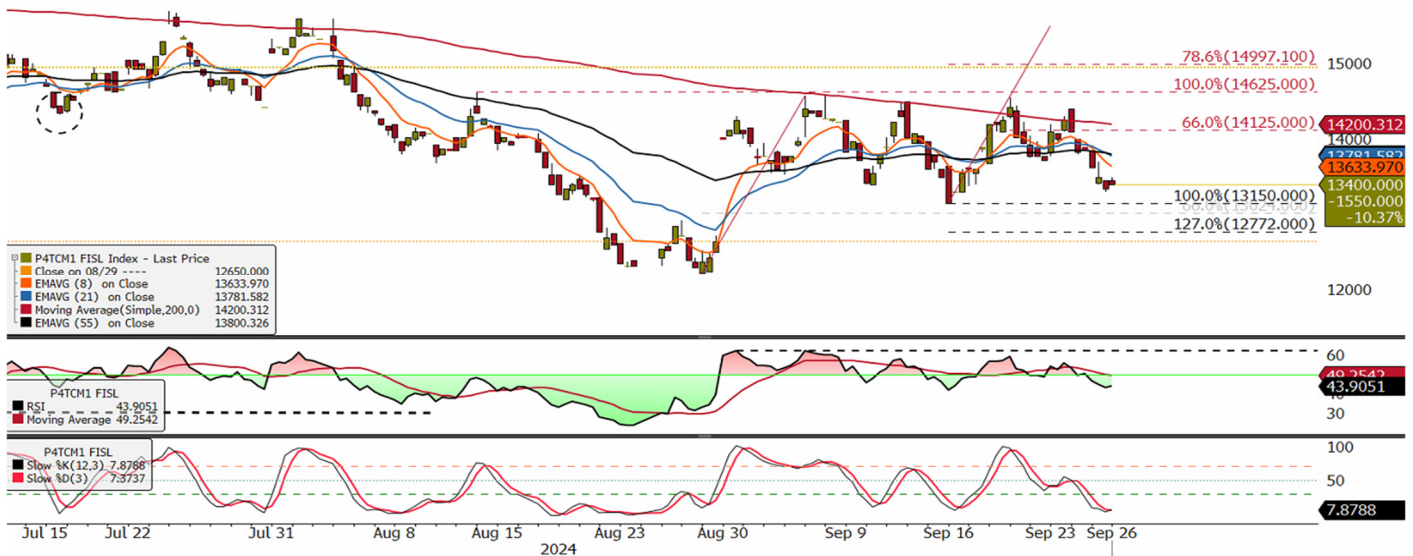 78.6%(14997.100)
15000
100.0%(14625.000)
14200.312
66.0%(14125.000)
14000
13781.582
13633.970
13400.000
100.0%(13150.000)
-1550.000
-10.37%
127.0%(12772.000)
12000
P4TCM1 FISL Index - Last Price
Close on 08/29 ---- 12650.000
EMAVG (8) on Close 13633.970
EMAVG (21) on Close 13781.582
Moving Average(Simple,200,0) 14200.312
EMAVG (55) on Close 13800.326
60
49.2542
43.9051
30
P4TCM1 FISL
RSI 43.9051
Moving Average 49.2542
100
50
7.8788
P4TCM1 FISL
Slow %K(12,3) 7.8788
Slow %D(3) 7.3737
Jul 15 Jul 22 Jul 31 Aug 8 Aug 15 Aug 23 Aug 30 Sep 9 Sep 16 Sep 23 Sep 26
2024